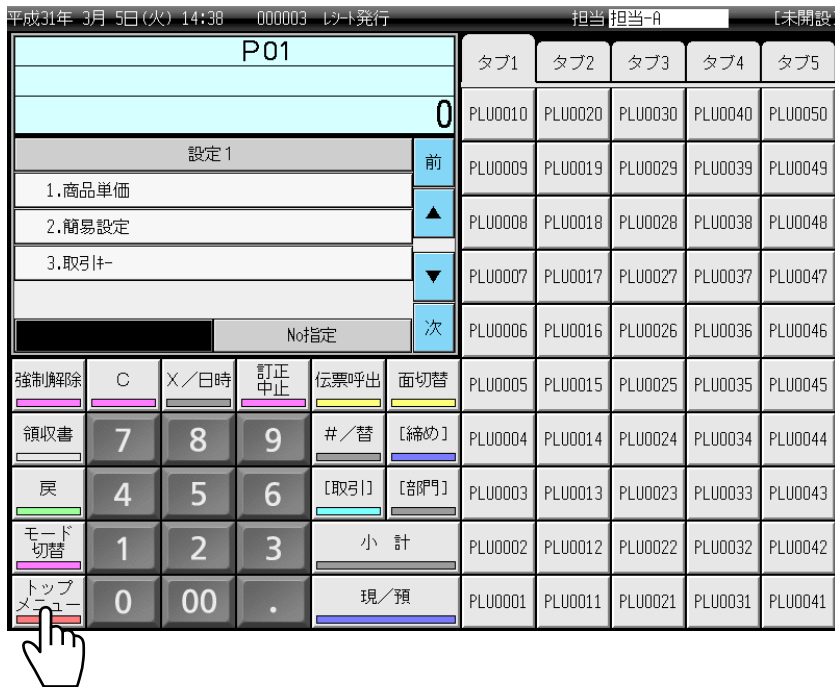 平成31年 3月 5日(火) 14:38 000003 レシート発行 担当 担当-A [未開設]
P01
0
設定1
1.商品単価
2.簡易設定
3.取引キー
No指定
前
▲
▼
次
タブ1 タブ2 タブ3 タブ4 タブ5
PLU0010 PLU0020 PLU0030 PLU0040 PLU0050
PLU0009 PLU0019 PLU0029 PLU0039 PLU0049
PLU0008 PLU0018 PLU0028 PLU0038 PLU0048
PLU0007 PLU0017 PLU0027 PLU0037 PLU0047
PLU0006 PLU0016 PLU0026 PLU0036 PLU0046
PLU0005 PLU0015 PLU0025 PLU0035 PLU0045
PLU0004 PLU0014 PLU0024 PLU0034 PLU0044
PLU0003 PLU0013 PLU0023 PLU0033 PLU0043
PLU0002 PLU0012 PLU0022 PLU0032 PLU0042
PLU0001 PLU0011 PLU0021 PLU0031 PLU0041
強制解除 C X/日時 訂正 伝票呼出 面切替
中止
領収書 7 8 9 #/替 [締め]
戻 4 5 6 [取引] [部門]
モード 1 2 3 小 計
切替
トップ 0 00 . 現/預
メニュー